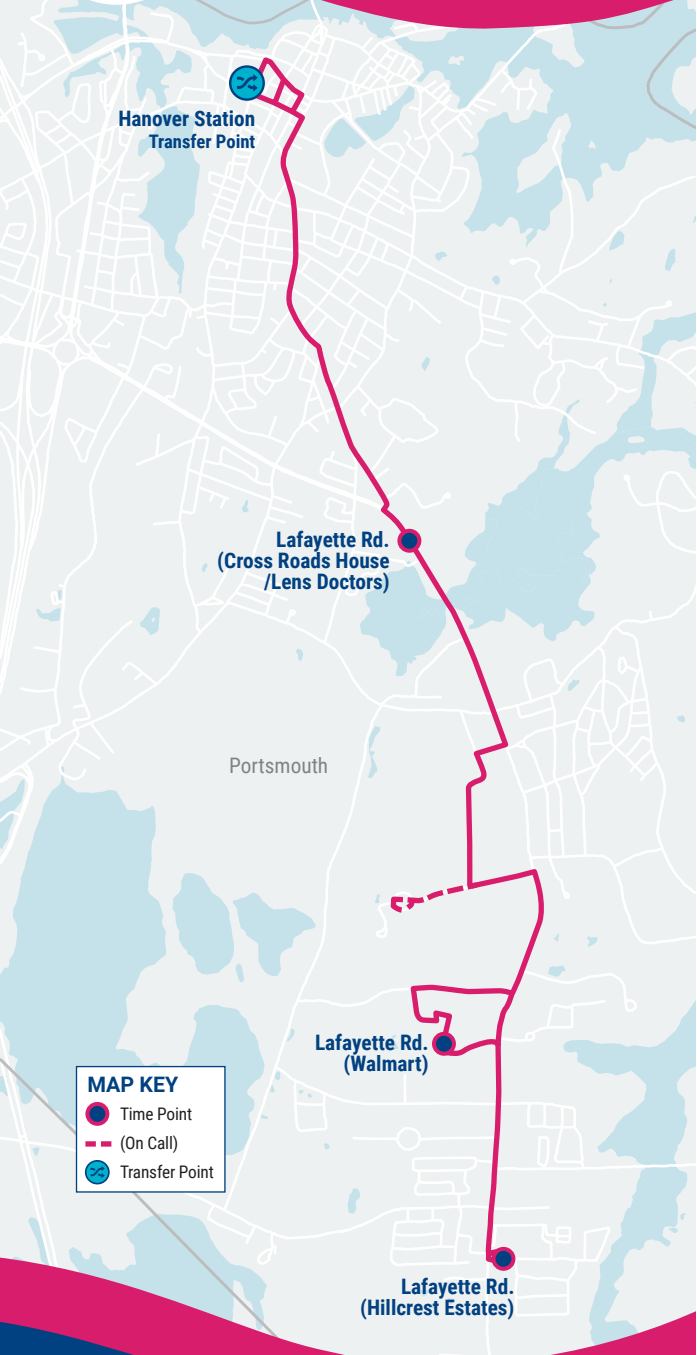 Hanover Station
Transfer Point
Lafayette Rd.
(Cross Roads House
/Lens Doctors)
Portsmouth
Lafayette Rd.
(Walmart)
MAP KEY
Time Point
(On Call)
Transfer Point
Lafayette Rd.
(Hillcrest Estates)